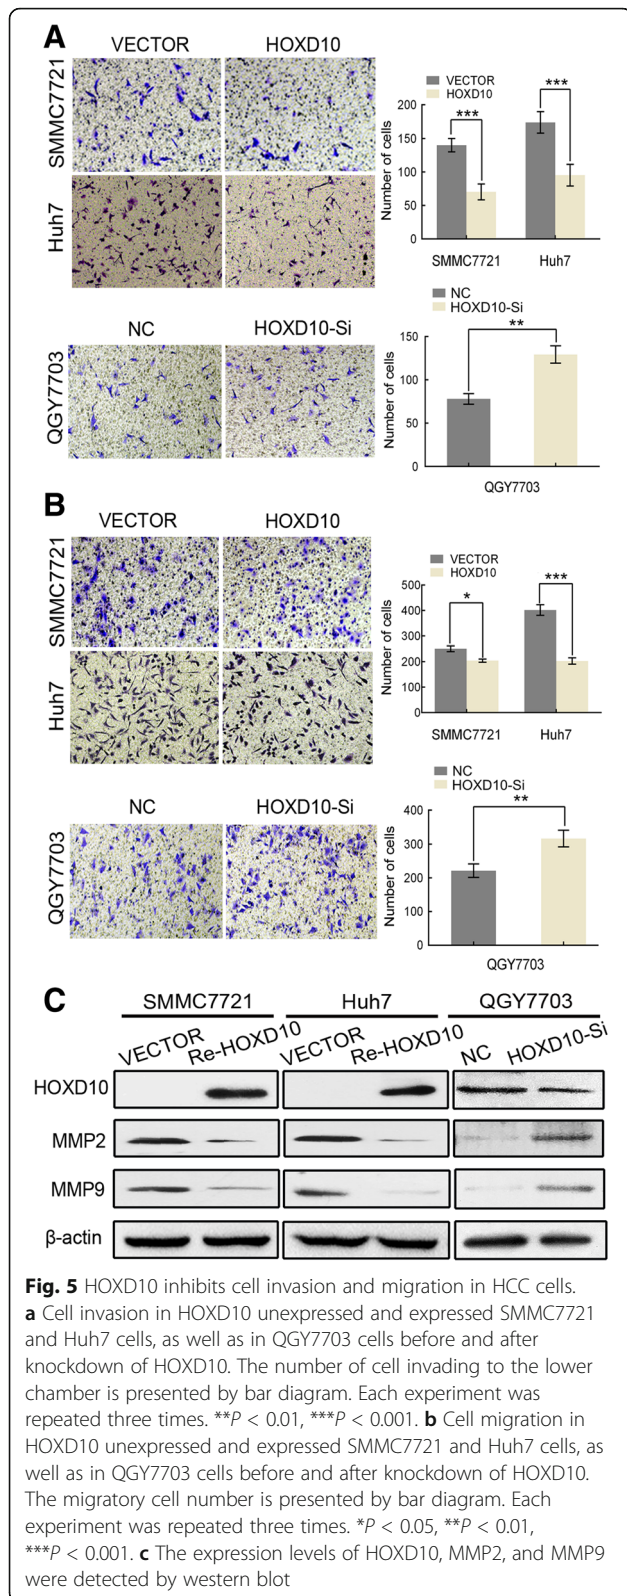 A
VECTOR HOXD10
SMMC7721
Huh7
VECTOR
HOXD10
Number of cells
200
150
100
50
0
***
***
SMMC7721 Huh7
NC HOXD10-Si
QGY7703
NC
HOXD10-Si
Number of cells
150
100
50
0
**
QGY7703
B
VECTOR HOXD10
SMMC7721
Huh7
VECTOR
HOXD10
Number of cells
500
400
300
200
100
0
*
***
SMMC7721 Huh7
NC HOXD10-Si
QGY7703
NC
HOXD10-Si
Number of cells
400
300
200
100
0
**
QGY7703
C
SMMC7721 Huh7 QGY7703
VECTOR Re-HOXD10 VECTOR Re-HOXD10 NC HOXD10-Si
HOXD10
MMP2
MMP9
β-actin
Fig. 5 HOXD10 inhibits cell invasion and migration in HCC cells.
a Cell invasion in HOXD10 unexpressed and expressed SMMC7721
and Huh7 cells, as well as in QGY7703 cells before and after
knockdown of HOXD10. The number of cell invading to the lower
chamber is presented by bar diagram. Each experiment was
repeated three times. **P < 0.01, ***P < 0.001. b Cell migration in
HOXD10 unexpressed and expressed SMMC7721 and Huh7 cells, as
well as in QGY7703 cells before and after knockdown of HOXD10.
The migratory cell number is presented by bar diagram. Each
experiment was repeated three times. *P < 0.05, **P < 0.01,
***P < 0.001. c The expression levels of HOXD10, MMP2, and MMP9
were detected by western blot